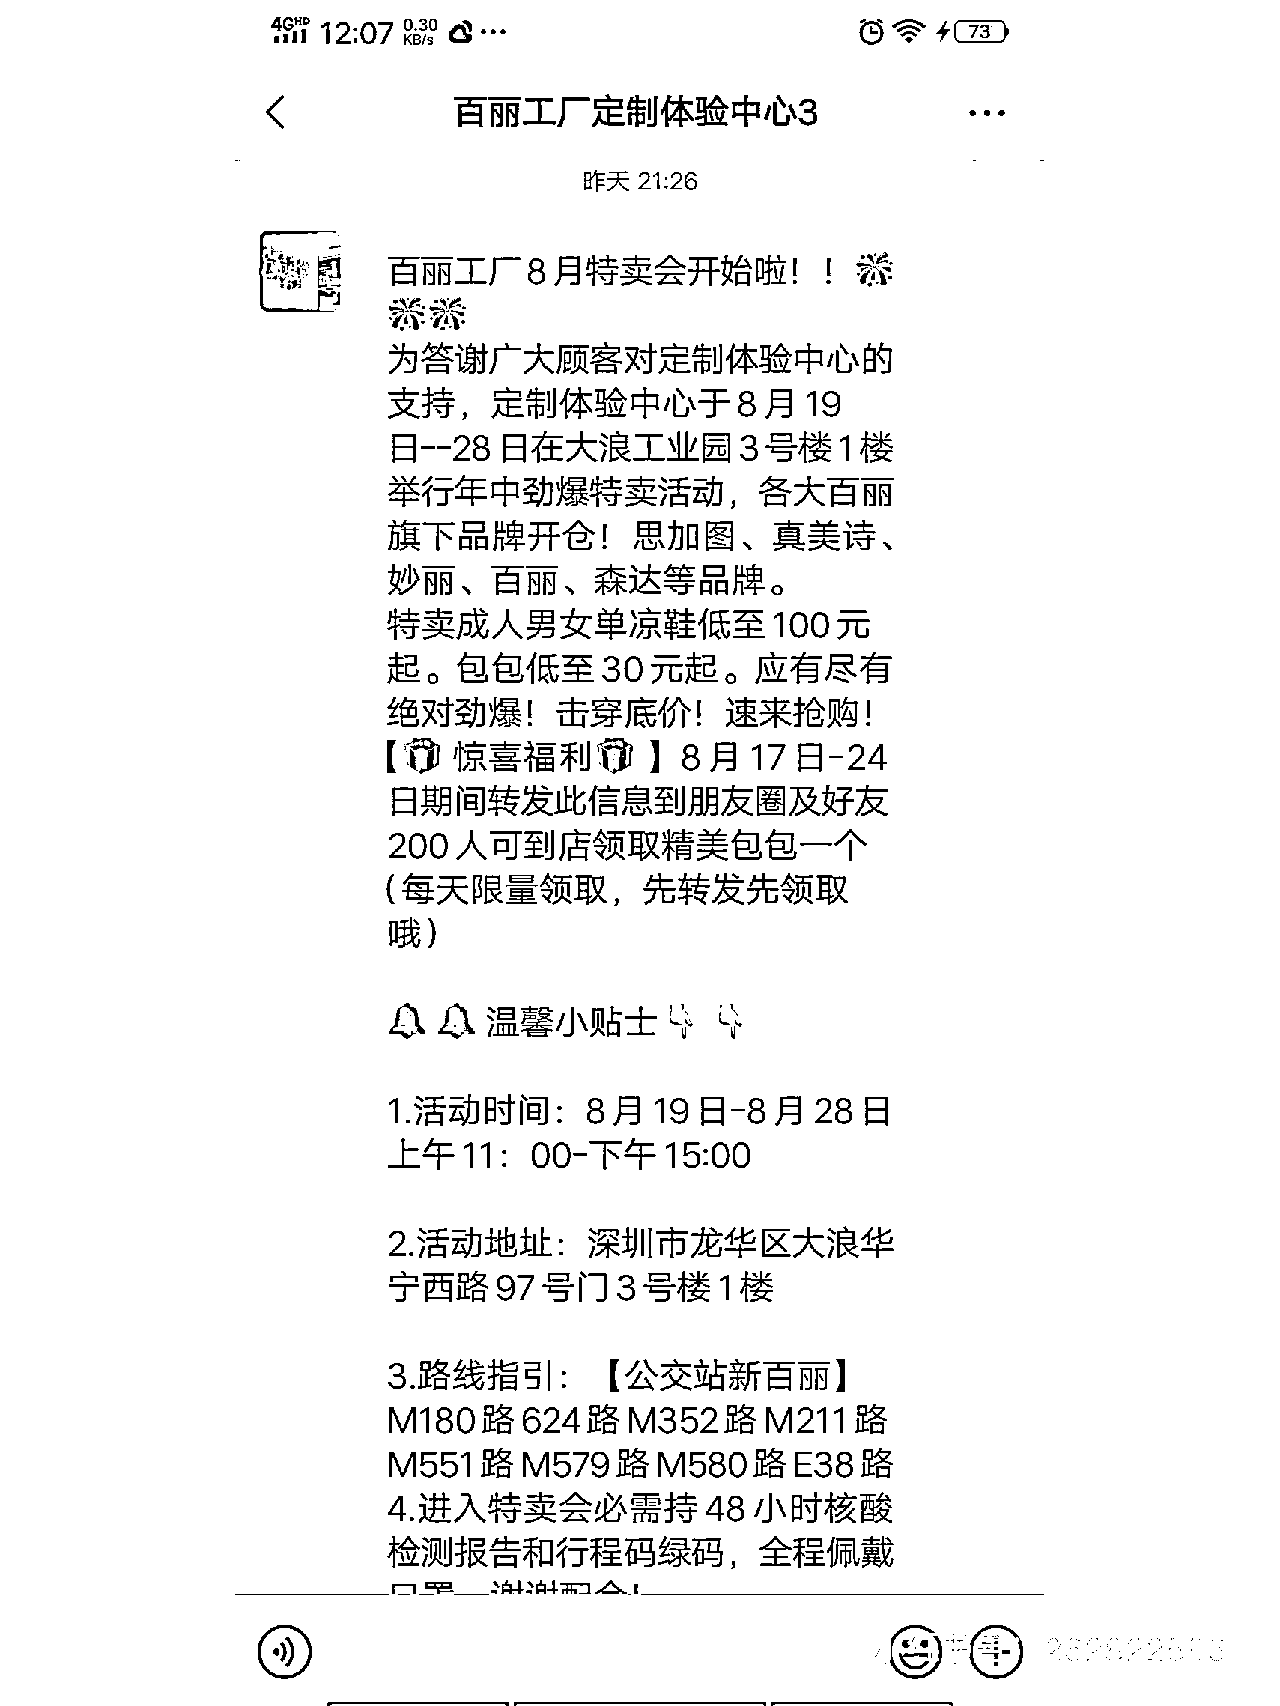 4GHD 12:07 0.30 KB/s ··· 73
百丽工厂定制体验中心3
昨天 21:26
百丽工厂8月特卖会开始啦！！
为答谢广大顾客对定制体验中心的
支持，定制体验中心于8月19
日--28日在大浪工业园3号楼1楼
举行年中劲爆特卖活动，各大百丽
旗下品牌开仓！思加图、真美诗、
妙丽、百丽、森达等品牌。
特卖成人男女单凉鞋低至100元
起。包包低至30元起。应有尽有
绝对劲爆！击穿底价！速来抢购！
【🎁惊喜福利🎁】8月17日-24
日期间转发此信息到朋友圈及好友
200人可到店领取精美包包一个
(每天限量领取，先转发先领取
哦)
🔔🔔温馨小贴士👇👇
1.活动时间：8月19日-8月28日
上午11：00-下午15:00
2.活动地址：深圳市龙华区大浪华
宁西路97号门3号楼1楼
3.路线指引：【公交站新百丽】
M180路624路M352路M211路
M551路M579路M580路E38路
4.进入特卖会必需持48小时核酸
检测报告和行程码绿码，全程佩戴
口罩 谢谢配合！